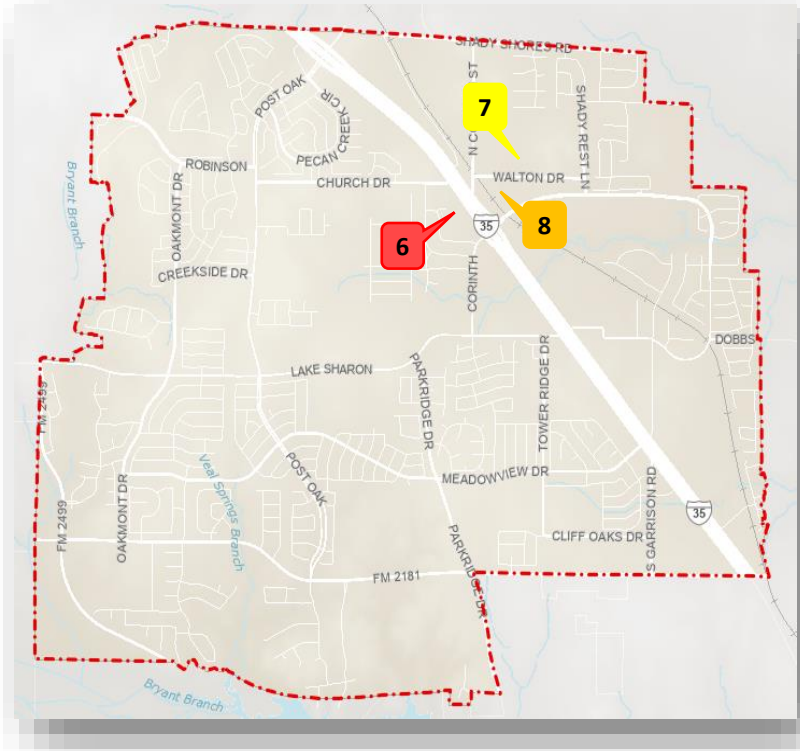 SHADY SHORES RD
POST OAK
PECAN CREEK CIR
7
SHADY REST LN
ROBINSON
CHURCH DR
WALTON DR
OAKMONT DR
Bryant Branch
6
35
8
CREEKSIDE DR
CORINTH
DOBBS
LAKE SHARON
PARKRIDGE DR
TOWER RIDGE DR
FM 2499
Veal Springs Branch
POST OAK
MEADOWVIEW DR
OAKMONT DR
FM 2499
S GARRISON RD
35
PARKRIDGE DR
CLIFF OAKS DR
FM 2181
Bryant Branch